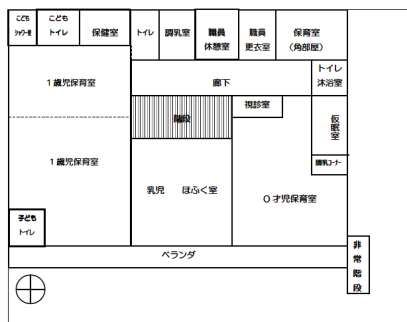 こども
シャワー室
こども
トイレ
保健室
トイレ
調乳室
職員
休憩室
職員
更衣室
保育室
（角部屋）
1歳児保育室
廊下
トイレ
沐浴室
階段
視診室
仮眠室
調乳コーナー
1歳児保育室
乳児　ほふく室
０才児保育室
子ども
トイレ
ベランダ
非常階段